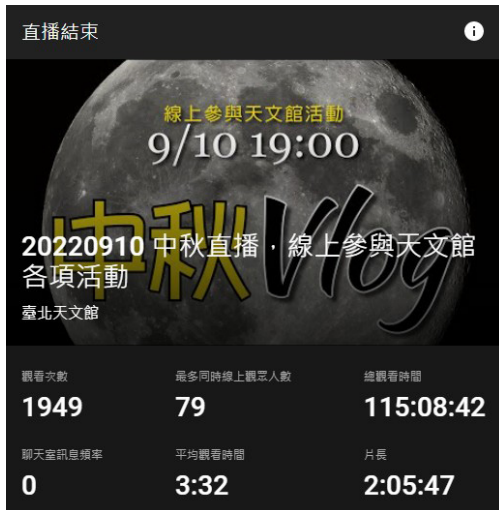 直播結束
線上參與天文館活動
9/10 19:00
中秋Vlog
20220910 中秋直播，線上參與天文館
各項活動
臺北天文館
觀看次數 最多同時線上觀眾人數 總觀看時間
1949 79 115:08:42
聊天室訊息頻率 平均觀看時間 片長
0 3:32 2:05:47